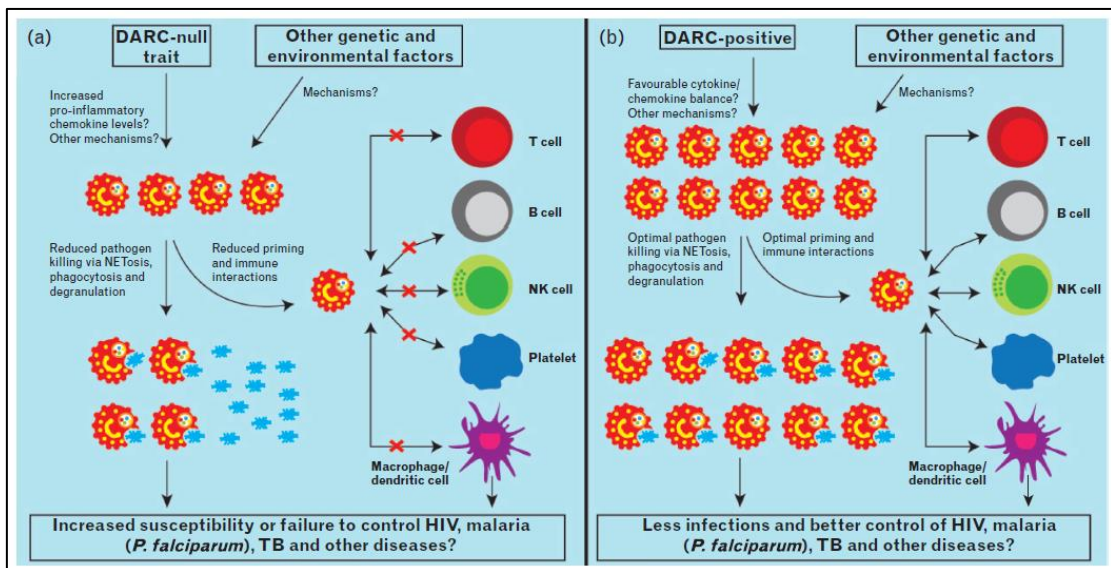 (a)
DARC-null
trait
Other genetic and
environmental factors
Increased
pro-inflammatory
chemokine levels?
Other mechanisms?
Mechanisms?
T cell
B cell
Reduced pathogen
killing via NETosis,
phagocytosis and
degranulation
Reduced priming
and immune
interactions
NK cell
Platelet
Macrophage/
dendritic cell
Increased susceptibility or failure to control HIV, malaria
(P. falciparum), TB and other diseases?
(b)
DARC-positive
Other genetic and
environmental factors
Favourable cytokine/
chemokine balance?
Other mechanisms?
Mechanisms?
T cell
B cell
Optimal pathogen
killing via NETosis,
phagocytosis and
degranulation
Optimal priming and
immune interactions
NK cell
Platelet
Macrophage/
dendritic cell
Less infections and better control of HIV, malaria
(P. falciparum), TB and other diseases?